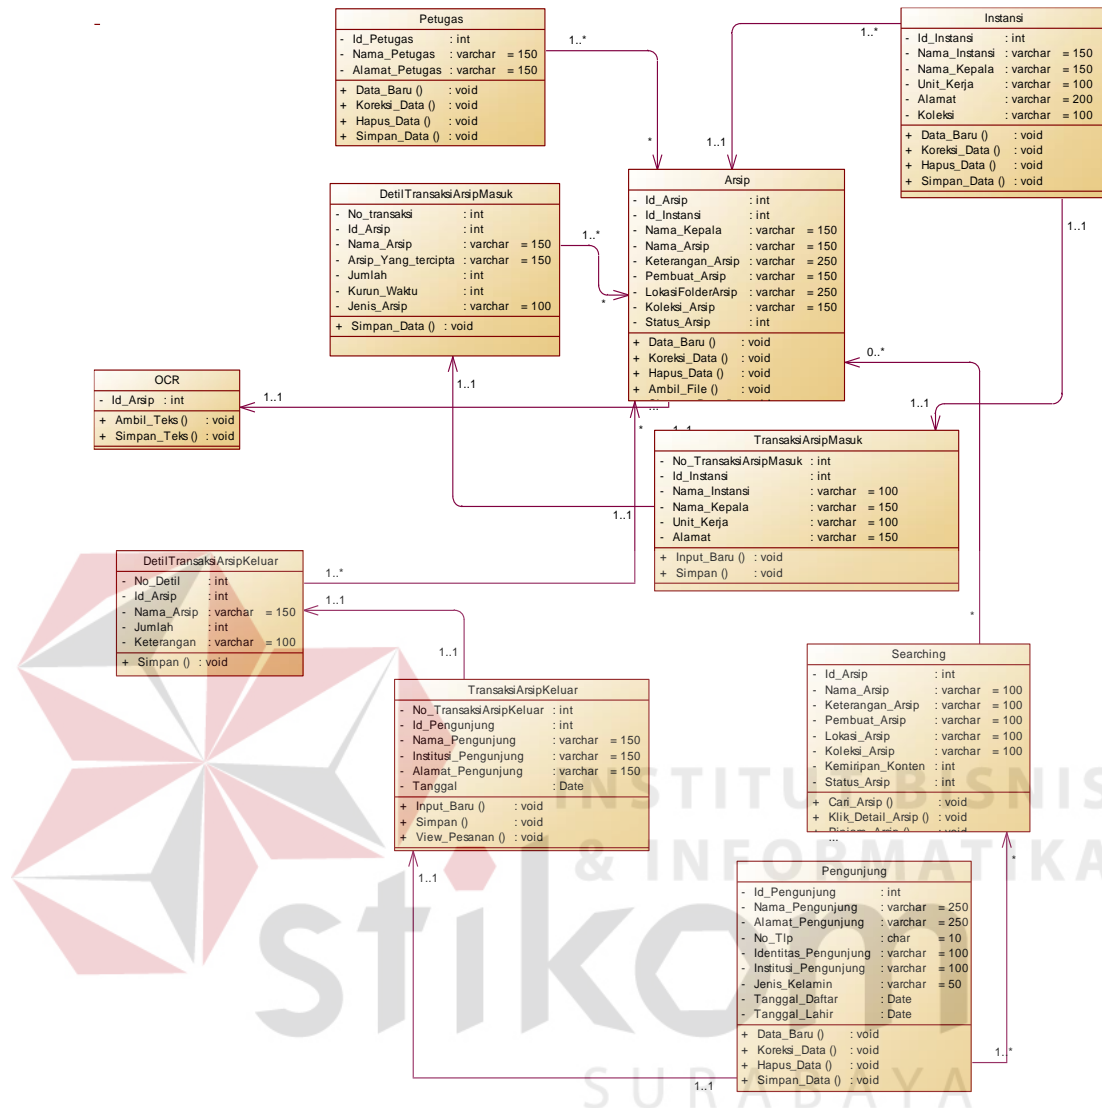 Petugas
- Id_Petugas : int
- Nama_Petugas : varchar = 150
- Alamat_Petugas : varchar = 150
+ Data_Baru () : void
+ Koreksi_Data () : void
+ Hapus_Data () : void
+ Simpan_Data () : void
1..*
*
Instansi
- Id_Instansi : int
- Nama_Instansi : varchar = 150
- Nama_Kepala : varchar = 150
- Unit_Kerja : varchar = 100
- Alamat : varchar = 200
- Koleksi : varchar = 100
+ Data_Baru () : void
+ Koreksi_Data () : void
+ Hapus_Data () : void
+ Simpan_Data () : void
1..*
1..1
1..1
1..1
DetilTransaksiArsipMasuk
- No_transaksi : int
- Id_Arsip : int
- Nama_Arsip : varchar = 150
- Arsip_Yang_tercipta : varchar = 150
- Jumlah : int
- Kurun_Waktu : int
- Jenis_Arsip : varchar = 100
+ Simpan_Data () : void
1..*
*
Arsip
- Id_Arsip : int
- Id_Instansi : int
- Nama_Kepala : varchar = 150
- Nama_Arsip : varchar = 150
- Keterangan_Arsip : varchar = 250
- Pembuat_Arsip : varchar = 150
- LokasiFolderArsip : varchar = 250
- Koleksi_Arsip : varchar = 150
- Status_Arsip : int
+ Data_Baru () : void
+ Koreksi_Data () : void
+ Hapus_Data () : void
+ Ambil_File () : void
...
0..*
1..1
OCR
- Id_Arsip : int
+ Ambil_Teks () : void
+ Simpan_Teks () : void
1..1
1..1
*
TransaksiArsipMasuk
- No_TransaksiArsipMasuk : int
- Id_Instansi : int
- Nama_Instansi : varchar = 100
- Nama_Kepala : varchar = 150
- Unit_Kerja : varchar = 100
- Alamat : varchar = 150
+ Input_Baru () : void
+ Simpan () : void
1..1
DetilTransaksiArsipKeluar
- No_Detil : int
- Id_Arsip : int
- Nama_Arsip : varchar = 150
- Jumlah : int
- Keterangan : varchar = 100
+ Simpan () : void
1..*
1..1
1..1
*
TransaksiArsipKeluar
- No_TransaksiArsipKeluar : int
- Id_Pengunjung : int
- Nama_Pengunjung : varchar = 150
- Institusi_Pengunjung : varchar = 150
- Alamat_Pengunjung : varchar = 150
- Tanggal : Date
+ Input_Baru () : void
+ Simpan () : void
+ View_Pesanan () : void
1..1
Searching
- Id_Arsip : int
- Nama_Arsip : varchar = 100
- Keterangan_Arsip : varchar = 100
- Pembuat_Arsip : varchar = 100
- Lokasi_Arsip : varchar = 100
- Koleksi_Arsip : varchar = 100
- Kemiripan_Konten : int
- Status_Arsip : int
+ Cari_Arsip () : void
+ Klik_Detail_Arsip () : void
+ Pinjam_Arsip () : void
...
*
Pengunjung
- Id_Pengunjung : int
- Nama_Pengunjung : varchar = 250
- Alamat_Pengunjung : varchar = 250
- No_Tlp : char = 10
- Identitas_Pengunjung : varchar = 100
- Institusi_Pengunjung : varchar = 100
- Jenis_Kelamin : varchar = 50
- Tanggal_Daftar : Date
- Tanggal_Lahir : Date
+ Data_Baru () : void
+ Koreksi_Data () : void
+ Hapus_Data () : void
+ Simpan_Data () : void
1..*
1..1
INSTITUT BISNIS
& INFORMATIKA
stikom
SURABAYA